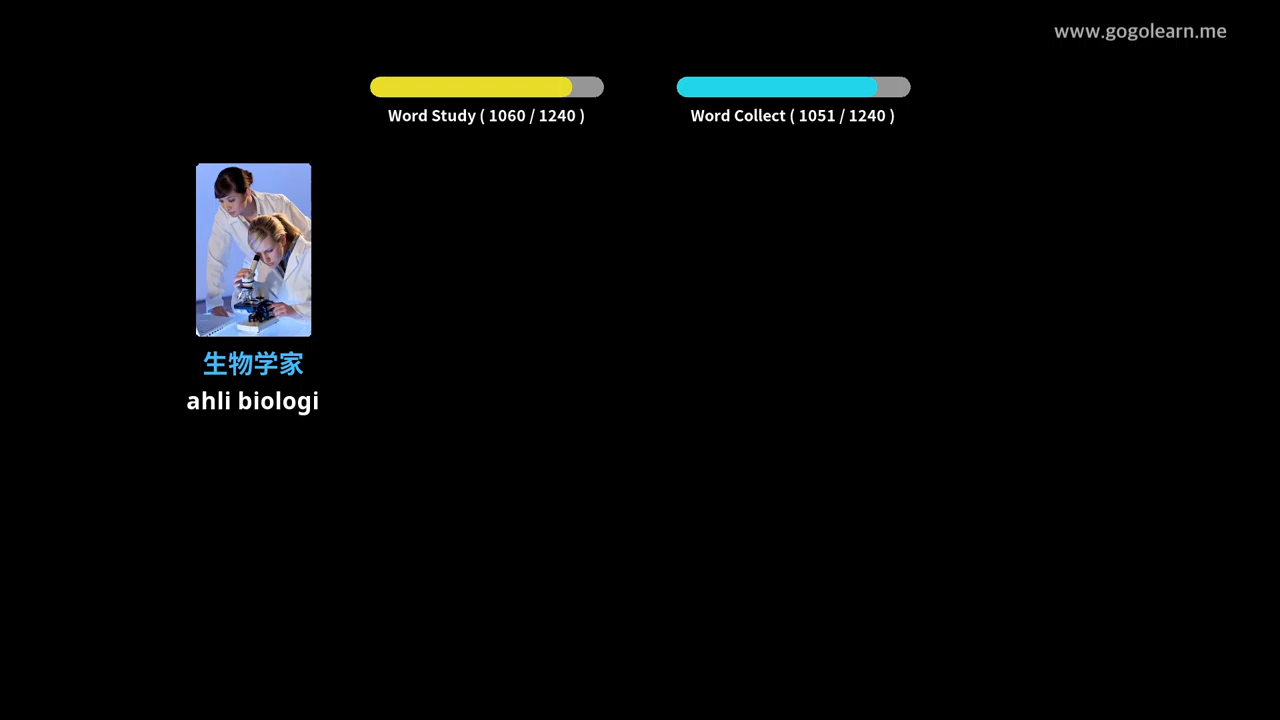 www.gogolearn.me
Word Study ( 1060 / 1240 )
Word Collect ( 1051 / 1240 )
生物学家
ahli biologi